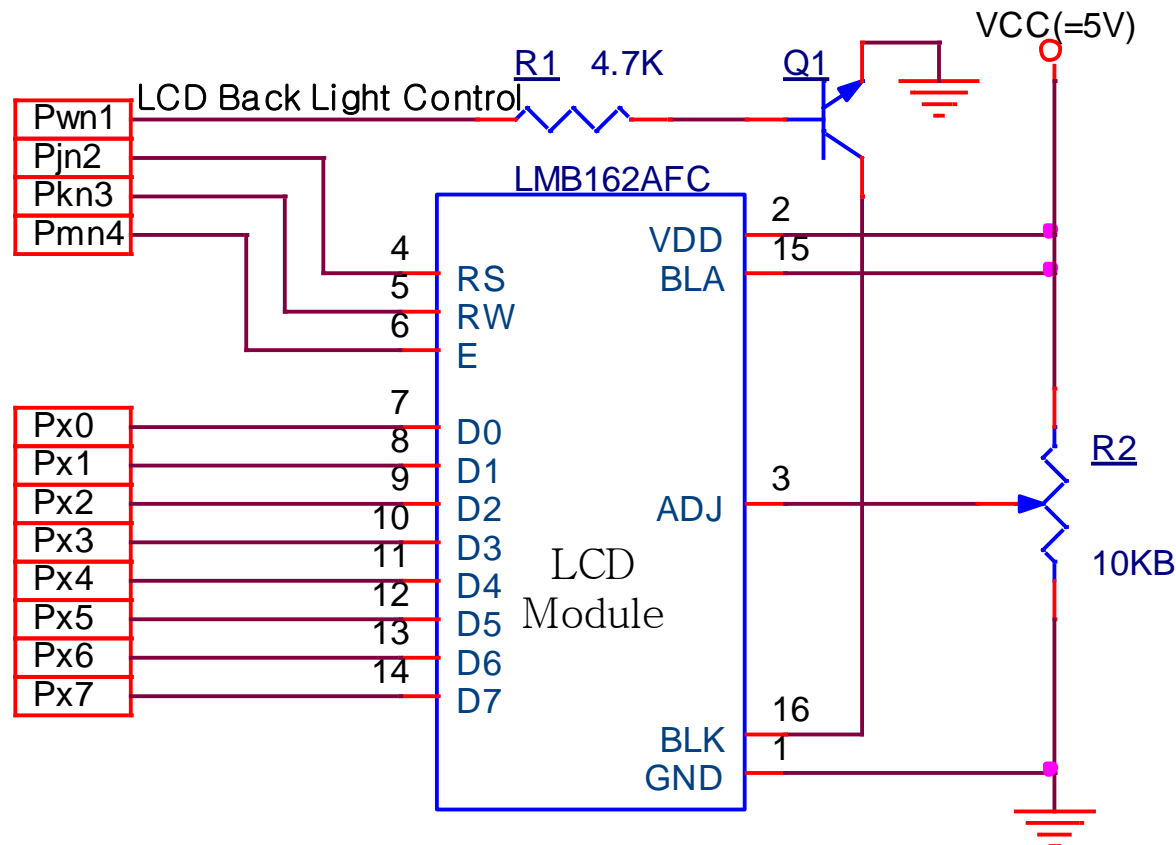 VCC(=5V)
R1 4.7K Q1
LCD Back Light Control
Pwn1
Pjn2
Pkn3
Pmn4
LMB162AFC
4 RS
5 RW
6 E
2 VDD
15 BLA
Px0 7 D0
Px1 8 D1
Px2 9 D2
Px3 10 D3
Px4 11 D4
Px5 12 D5
Px6 13 D6
Px7 14 D7
ADJ 3
R2
10KB
LCD
Module
BLK 16
GND 1